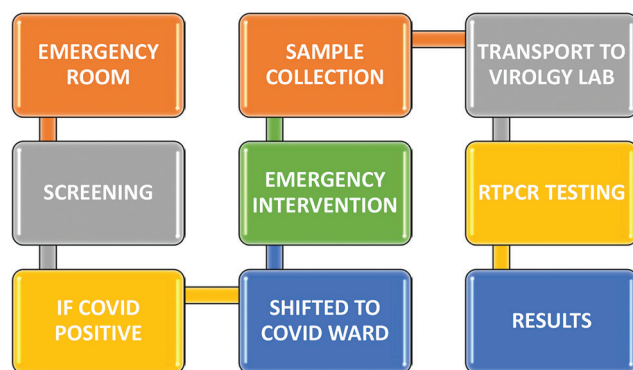 EMERGENCY
ROOM
SCREENING
IF COVID
POSITIVE
SHIFTED TO
COVID WARD
EMERGENCY
INTERVENTION
SAMPLE
COLLECTION
TRANSPORT TO
VIROLGY LAB
RTPCR TESTING
RESULTS